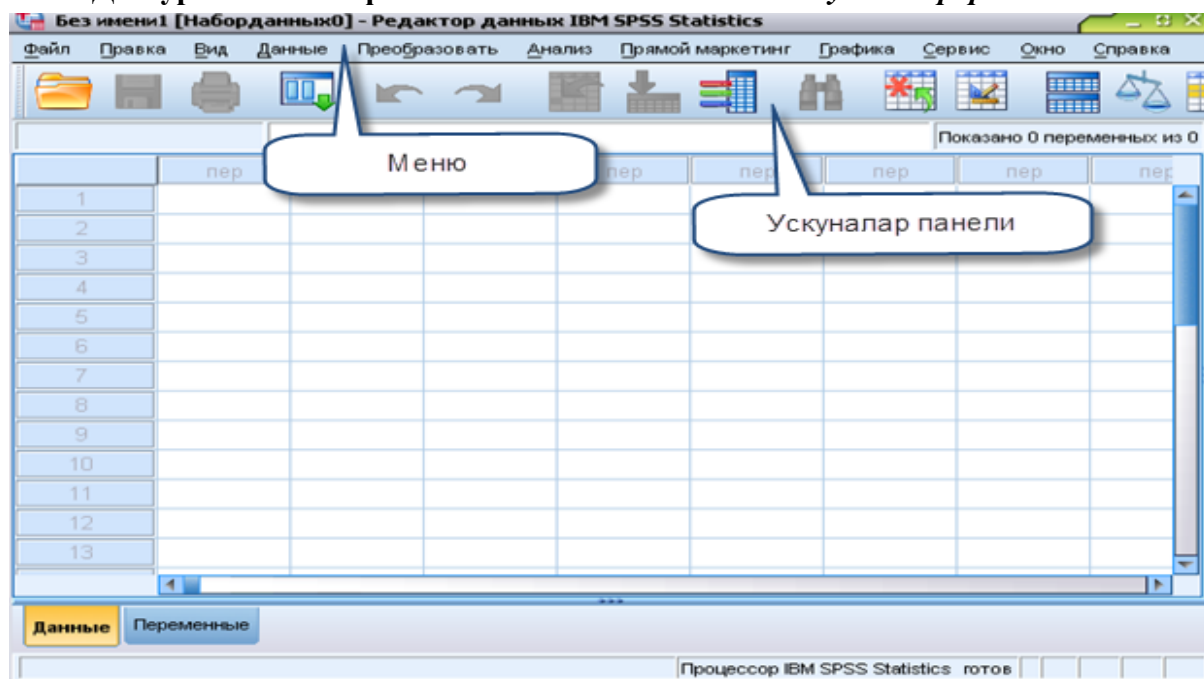 Без имени1 [Наборданных0] - Редактор данных IBM SPSS Statistics
Файл Правка Вид Данные Преобразовать Анализ Прямой маркетинг Графика Сервис Окно Справка
Показано 0 переменных из 0
Меню
пер пер пер пер пер пер
Ускуналар панели
1
2
3
4
5
6
7
8
9
10
11
12
13
Данные Переменные
Процессор IBM SPSS Statistics готов